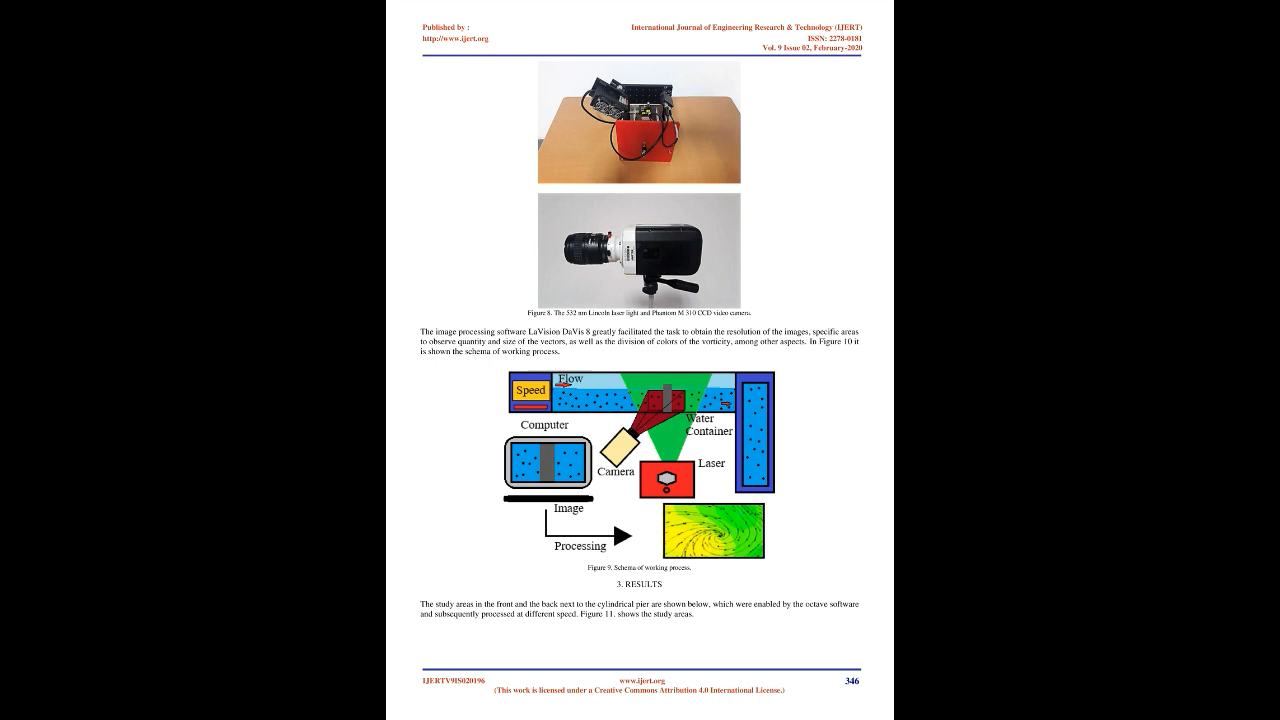 Published by :
International Journal of Engineering Research & Technology (IJERT)
http://www.ijert.org
ISSN: 2278-0181
Vol. 9 Issue 02, February-2020
Figure 8. The 532 nm Lincoln laser light and Phantom M 310 CCD video camera.
The image processing software LaVision DaVis 8 greatly facilitated the task to obtain the resolution of the images, specific areas
to observe quantity and size of the vectors, as well as the division of colors of the vorticity, among other aspects. In Figure 10 it
is shown the schema of working process.
Flow
Speed
Water
Container
Computer
Camera
Laser
Image
Processing
Figure 9. Schema of working process.
3. RESULTS
The study areas in the front and the back next to the cylindrical pier are shown below, which were enabled by the octave software
and subsequently processed at different speed. Figure 11. shows the study areas.
IJERTV9IS020196
www.ijert.org
346
(This work is licensed under a Creative Commons Attribution 4.0 International License.)